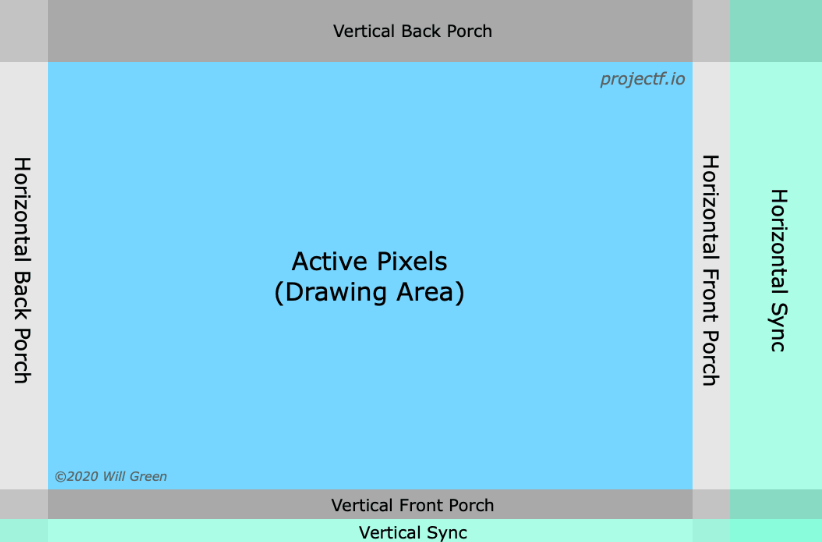 Vertical Back Porch
projectf.io
Horizontal Back Porch
Active Pixels
(Drawing Area)
Horizontal Front Porch
Horizontal Sync
©2020 Will Green
Vertical Front Porch
Vertical Sync